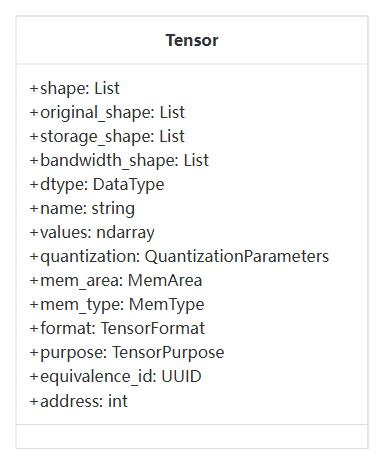 Tensor
+shape: List
+original_shape: List
+storage_shape: List
+bandwidth_shape: List
+dtype: DataType
+name: string
+values: ndarray
+quantization: QuantizationParameters
+mem_area: MemArea
+mem_type: MemType
+format: TensorFormat
+purpose: TensorPurpose
+equivalence_id: UUID
+address: int